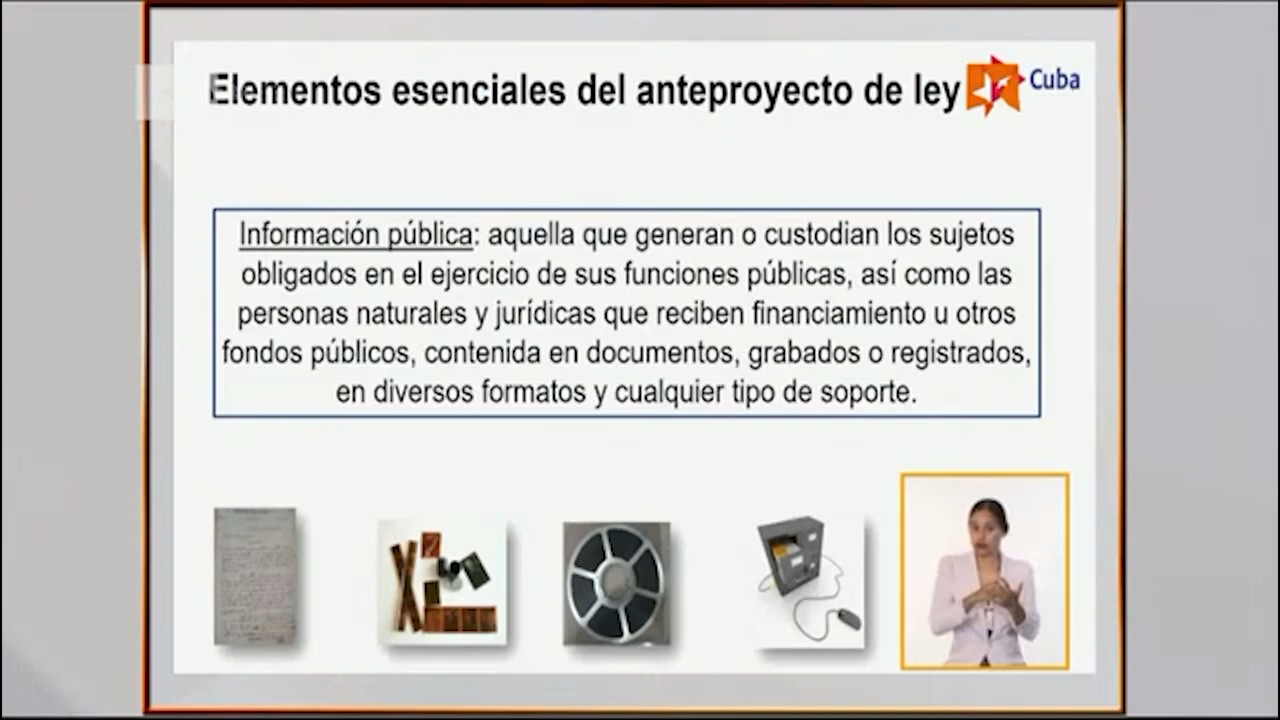 Elementos esenciales del anteproyecto de ley
Cuba
Información pública: aquella que generan o custodian los sujetos
obligados en el ejercicio de sus funciones públicas, así como las
personas naturales y jurídicas que reciben financiamiento u otros
fondos públicos, contenida en documentos, grabados o registrados,
en diversos formatos y cualquier tipo de soporte.